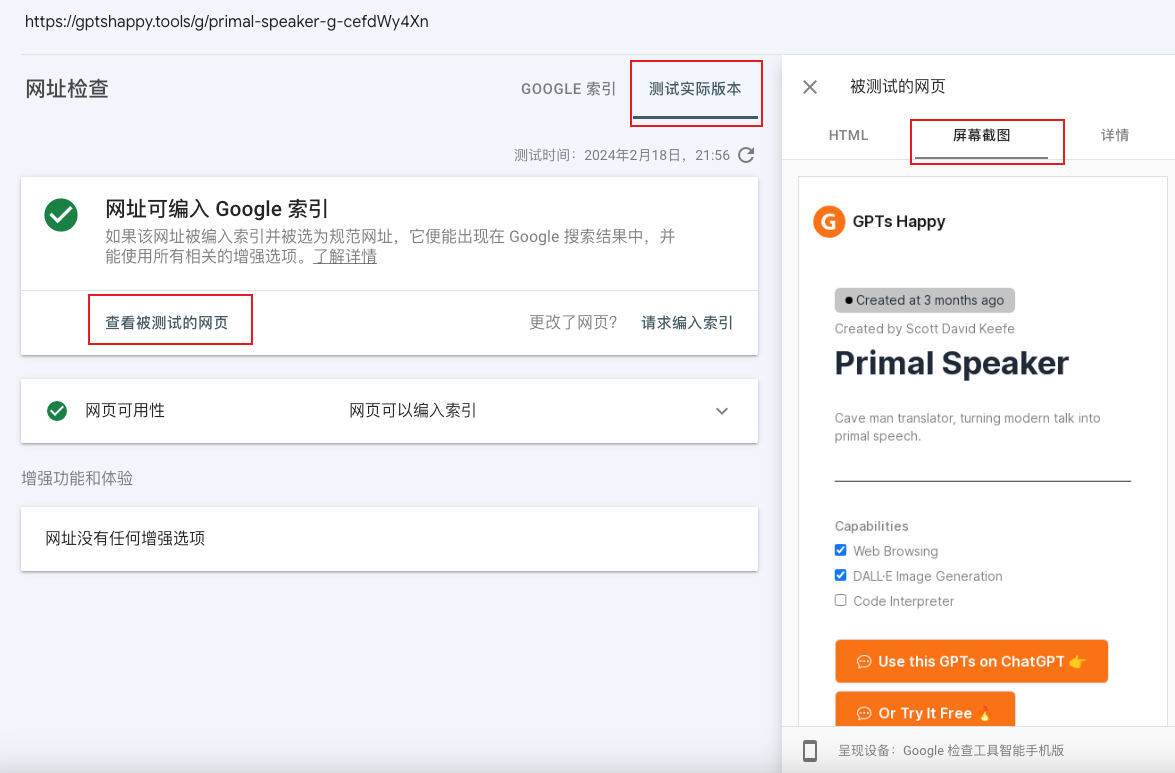 https://gptshappy.tools/g/primal-speaker-g-cefdWy4Xn
网址检查
GOOGLE 索引
测试实际版本
测试时间：2024年2月18日，21:56
网址可编入 Google 索引
如果该网址被编入索引并被选为规范网址，它便能出现在 Google 搜索结果中，并
能使用所有相关的增强选项。了解详情
查看被测试的网页
更改了网页?
请求编入索引
网页可用性
网页可以编入索引
增强功能和体验
网址没有任何增强选项
被测试的网页
HTML
屏幕截图
详情
G GPTs Happy
Created at 3 months ago
Created by Scott David Keefe
Primal Speaker
Cave man translator, turning modern talk into
primal speech.
Capabilities
Web Browsing
DALL·E Image Generation
Code Interpreter
Use this GPTs on ChatGPT 👉
Or Try It Free 🔥
呈现设备：Google 检查工具智能手机版